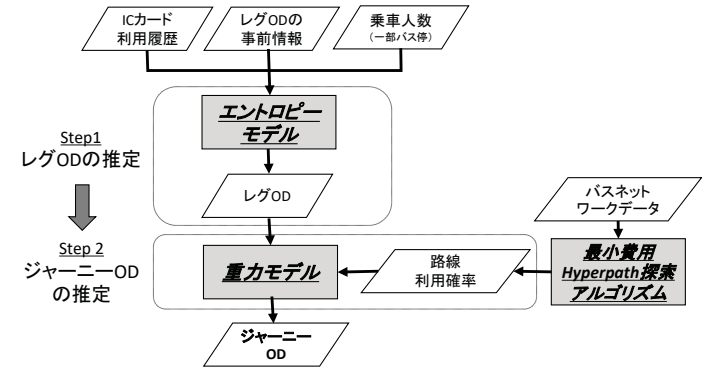 ICカード
利用履歴
レグODの
事前情報
乗車人数
(一部バス停)
エントロピー
モデル
Step1
レグODの推定
レグOD
バスネット
ワークデータ
Step 2
ジャーニーOD
の推定
重力モデル
路線
利用確率
最小費用
Hyperpath探索
アルゴリズム
ジャーニー
OD